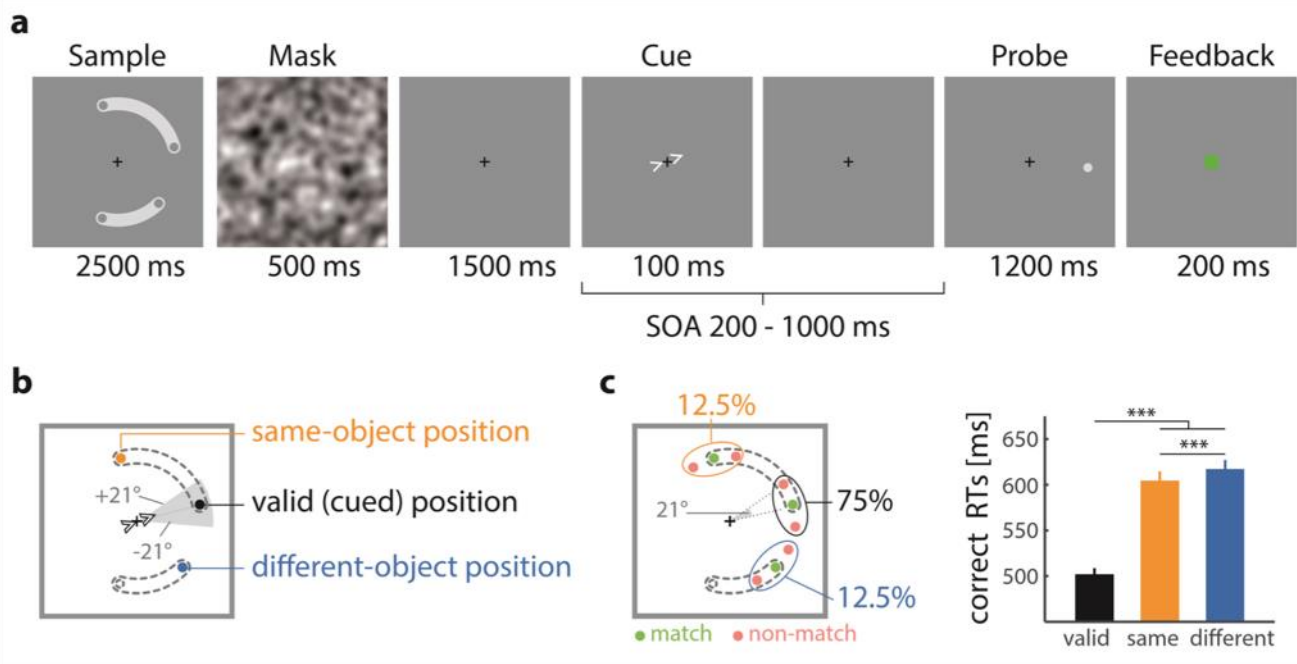 a
Sample Mask Cue Probe Feedback
2500 ms 500 ms 1500 ms 100 ms 1200 ms 200 ms
SOA 200 - 1000 ms
b
same-object position
+21°
valid (cued) position
-21°
different-object position
c
12.5%
21°
75%
12.5%
match non-match
correct RTs [ms]
650
600
550
500
***
***
valid same different